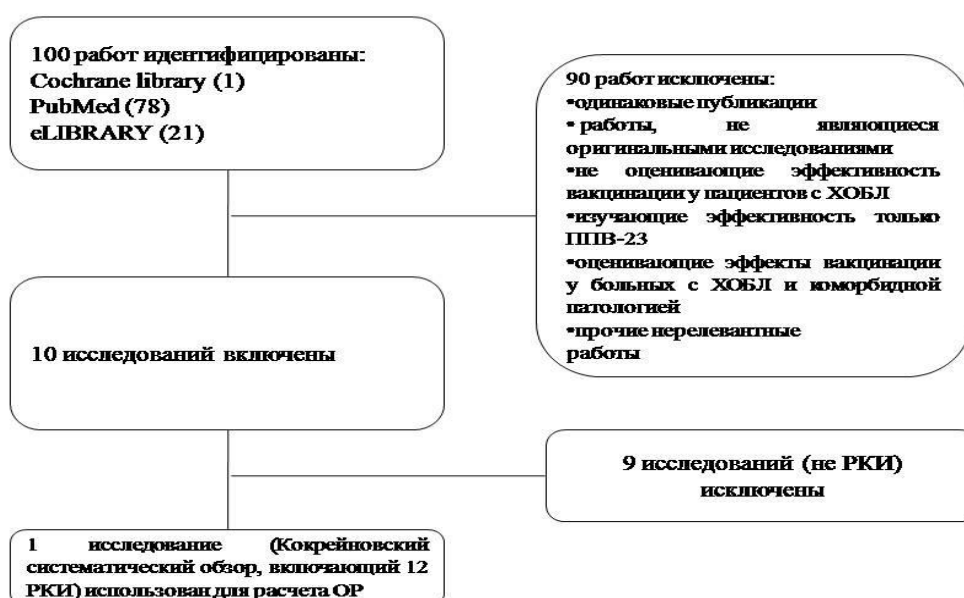 100 работ идентифицированы:
Cochrane library (1)
PubMed (78)
eLIBRARY (21)
90 работ исключены:
•одинаковые публикации
• работы, не являющиеся
оригинальными исследованиями
•не оценивающие эффективность
вакцинации у пациентов с ХОБЛ
•изучающие эффективность только
ППВ-23
•оценивающие эффекты вакцинации
у больных с ХОБЛ и коморбидной
патологией
•прочие нерелевантные
работы
10 исследований включены
9 исследований (не РКИ)
исключены
1 исследование (Кокрейновский
систематический обзор, включающий 12
РКИ) использован для расчета ОР